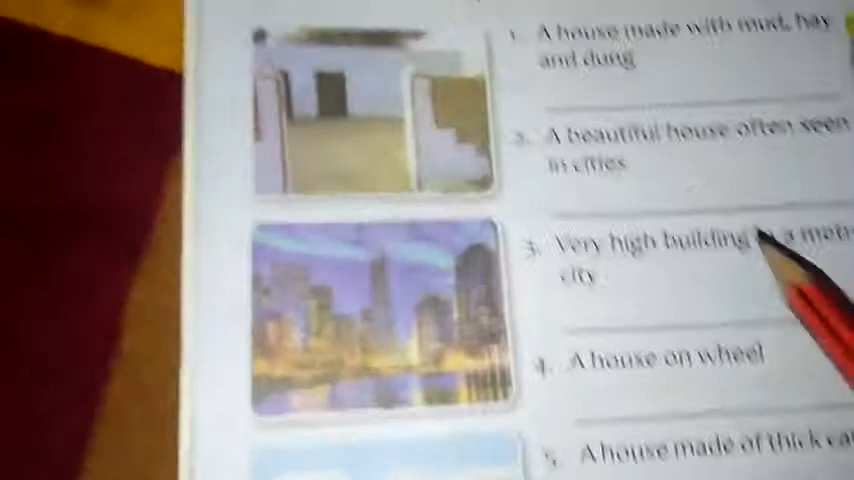 1. A house made with mud, hay
and dung
2. A beautiful house often seen
in cities
3. Very high building in a
city
4. A house on wheel
5. A house made of thick